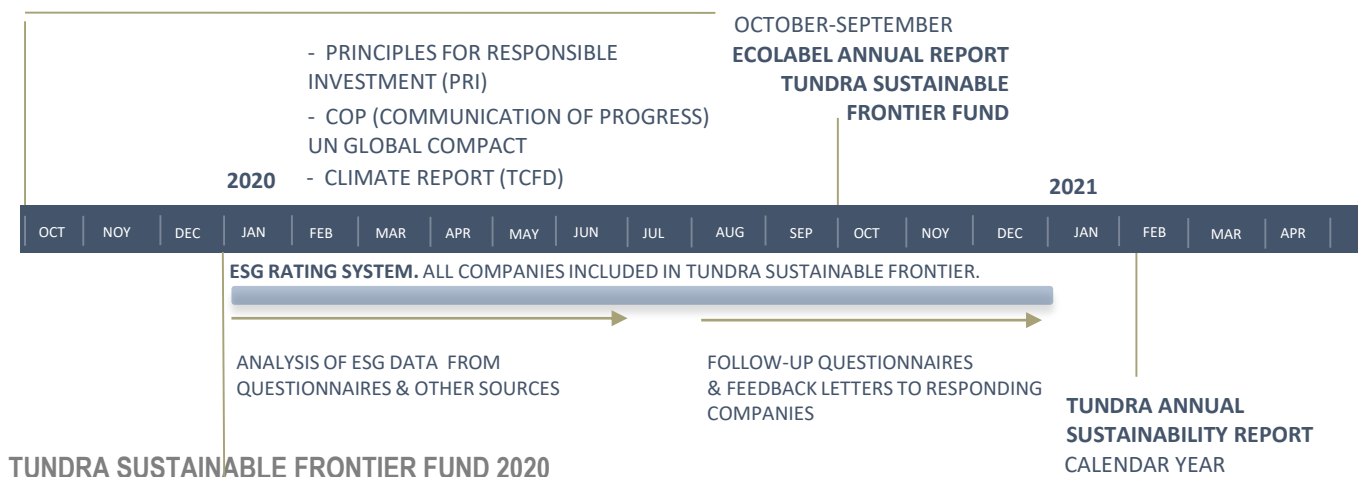 OCTOBER-SEPTEMBER
ECOLABEL ANNUAL REPORT
TUNDRA SUSTAINABLE
FRONTIER FUND
- PRINCIPLES FOR RESPONSIBLE
INVESTMENT (PRI)
- COP (COMMUNICATION OF PROGRESS)
UN GLOBAL COMPACT
- CLIMATE REPORT (TCFD)
2020
2021
OCT NOY DEC JAN FEB MAR APR MAY JUN JUL AUG SEP OCT NOY DEC JAN FEB MAR APR
ESG RATING SYSTEM. ALL COMPANIES INCLUDED IN TUNDRA SUSTAINABLE FRONTIER.
ANALYSIS OF ESG DATA FROM
QUESTIONNAIRES & OTHER SOURCES
FOLLOW-UP QUESTIONNAIRES
& FEEDBACK LETTERS TO RESPONDING
COMPANIES
TUNDRA ANNUAL
SUSTAINABILITY REPORT
CALENDAR YEAR
TUNDRA SUSTAINABLE FRONTIER FUND 2020